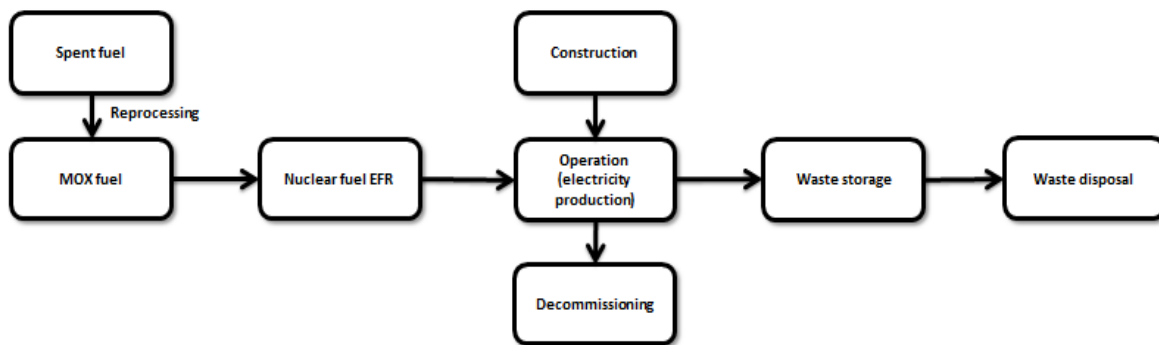 Spent fuel
Construction
Reprocessing
MOX fuel
Nuclear fuel EFR
Operation
(electricity
production)
Waste storage
Waste disposal
Decommissioning